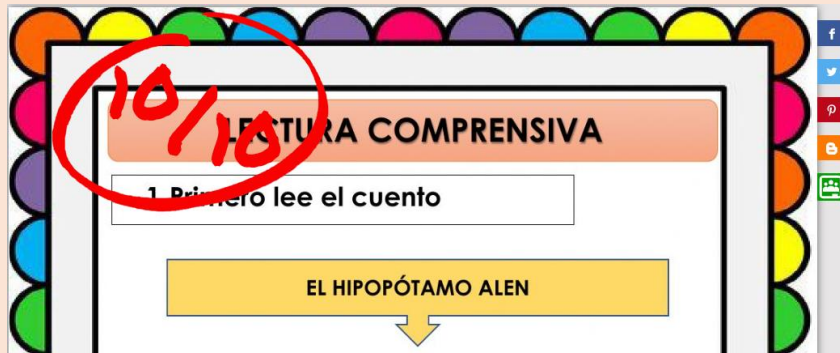 10/10
LECTURA COMPRENSIVA
1. Primero lee el cuento
EL HIPOPÓTAMO ALEN